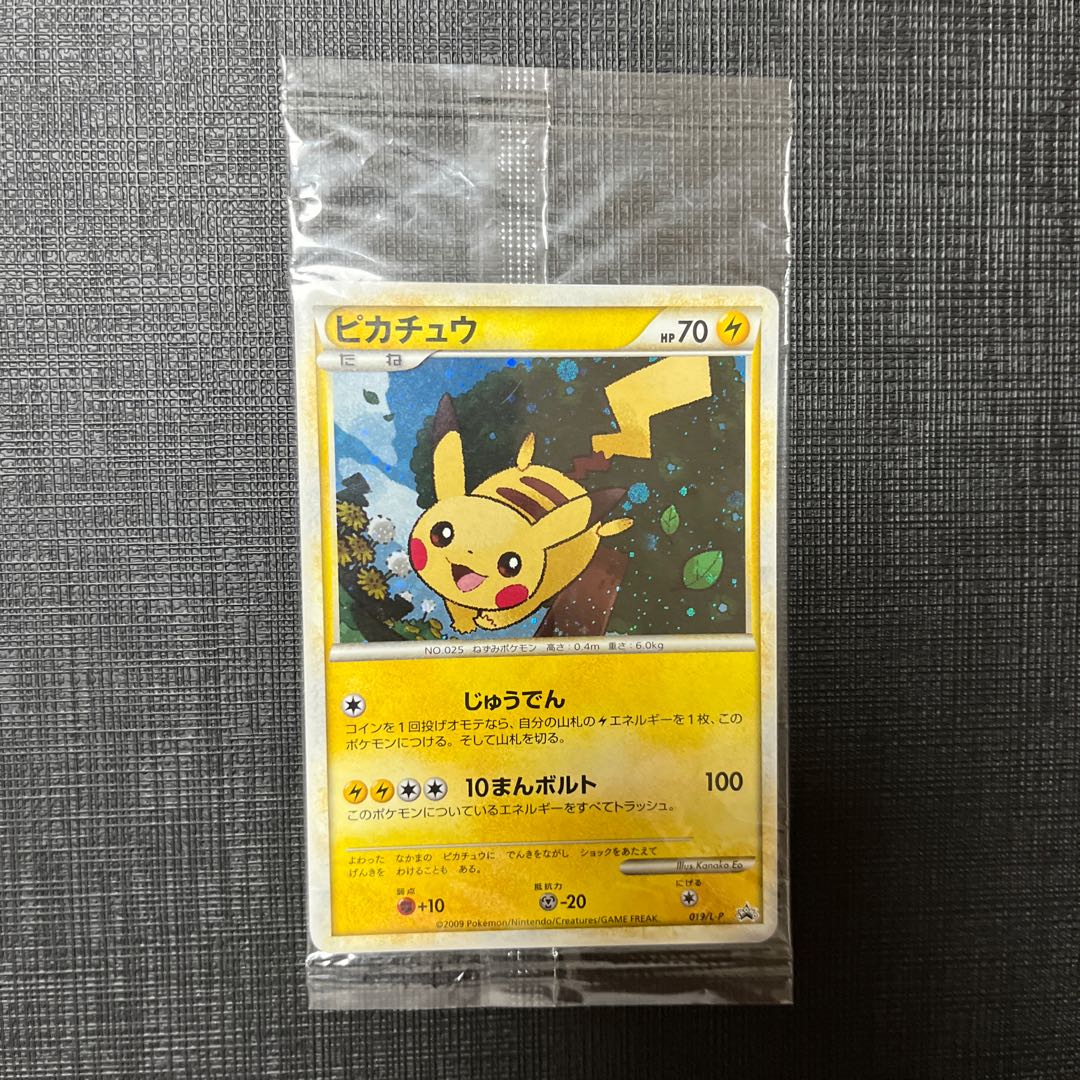 ピカチュウ HP70
たね
NO.025 ねずみポケモン 高さ:0.4m 重さ:6.0kg
じゅうでん
コインを1回投げオモテなら、自分の山札のエネルギーを1枚、この
ポケモンにつける。そして山札を切る。
10まんボルト 100
このポケモンについているエネルギーをすべてトラッシュ。
よわった なかまの ピカチュウに でんきをながし ショックをあたえて
げんきを わけることも ある。
Illus. Kanako Eo
弱点 抵抗力 にげる
+10 -20
©2009 Pokémon/Nintendo/Creatures/GAME FREAK. 019/L-P